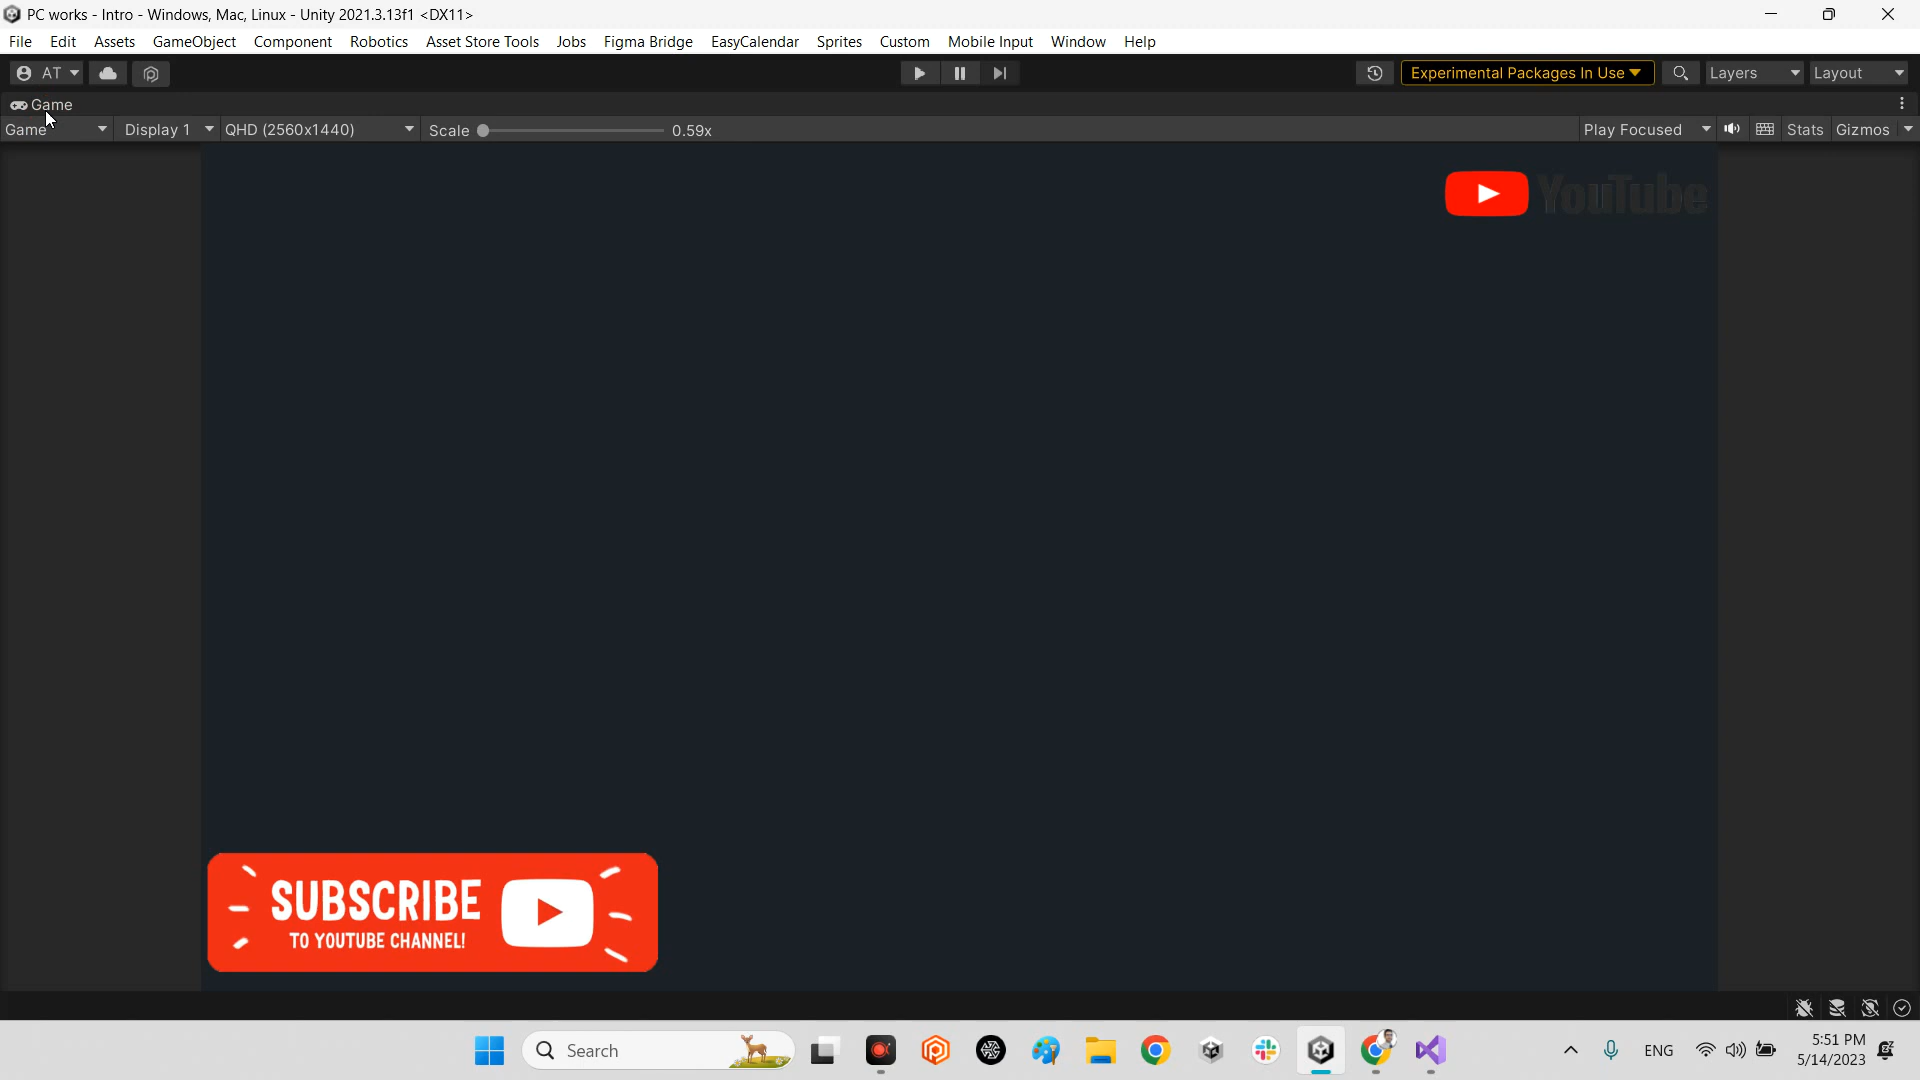 PC works - Intro - Windows, Mac, Linux - Unity 2021.3.13f1 <DX11>
File Edit Assets GameObject Component Robotics Asset Store Tools Jobs Figma Bridge EasyCalendar Sprites Custom Mobile Input Window Help
AT Experimental Packages In Use Layers Layout
Game
Game Display 1 QHD (2560x1440) Scale 0.59x Play Focused Stats Gizmos
YouTube
SUBSCRIBE
TO YOUTUBE CHANNEL!
Search ENG 5:51 PM
5/14/2023